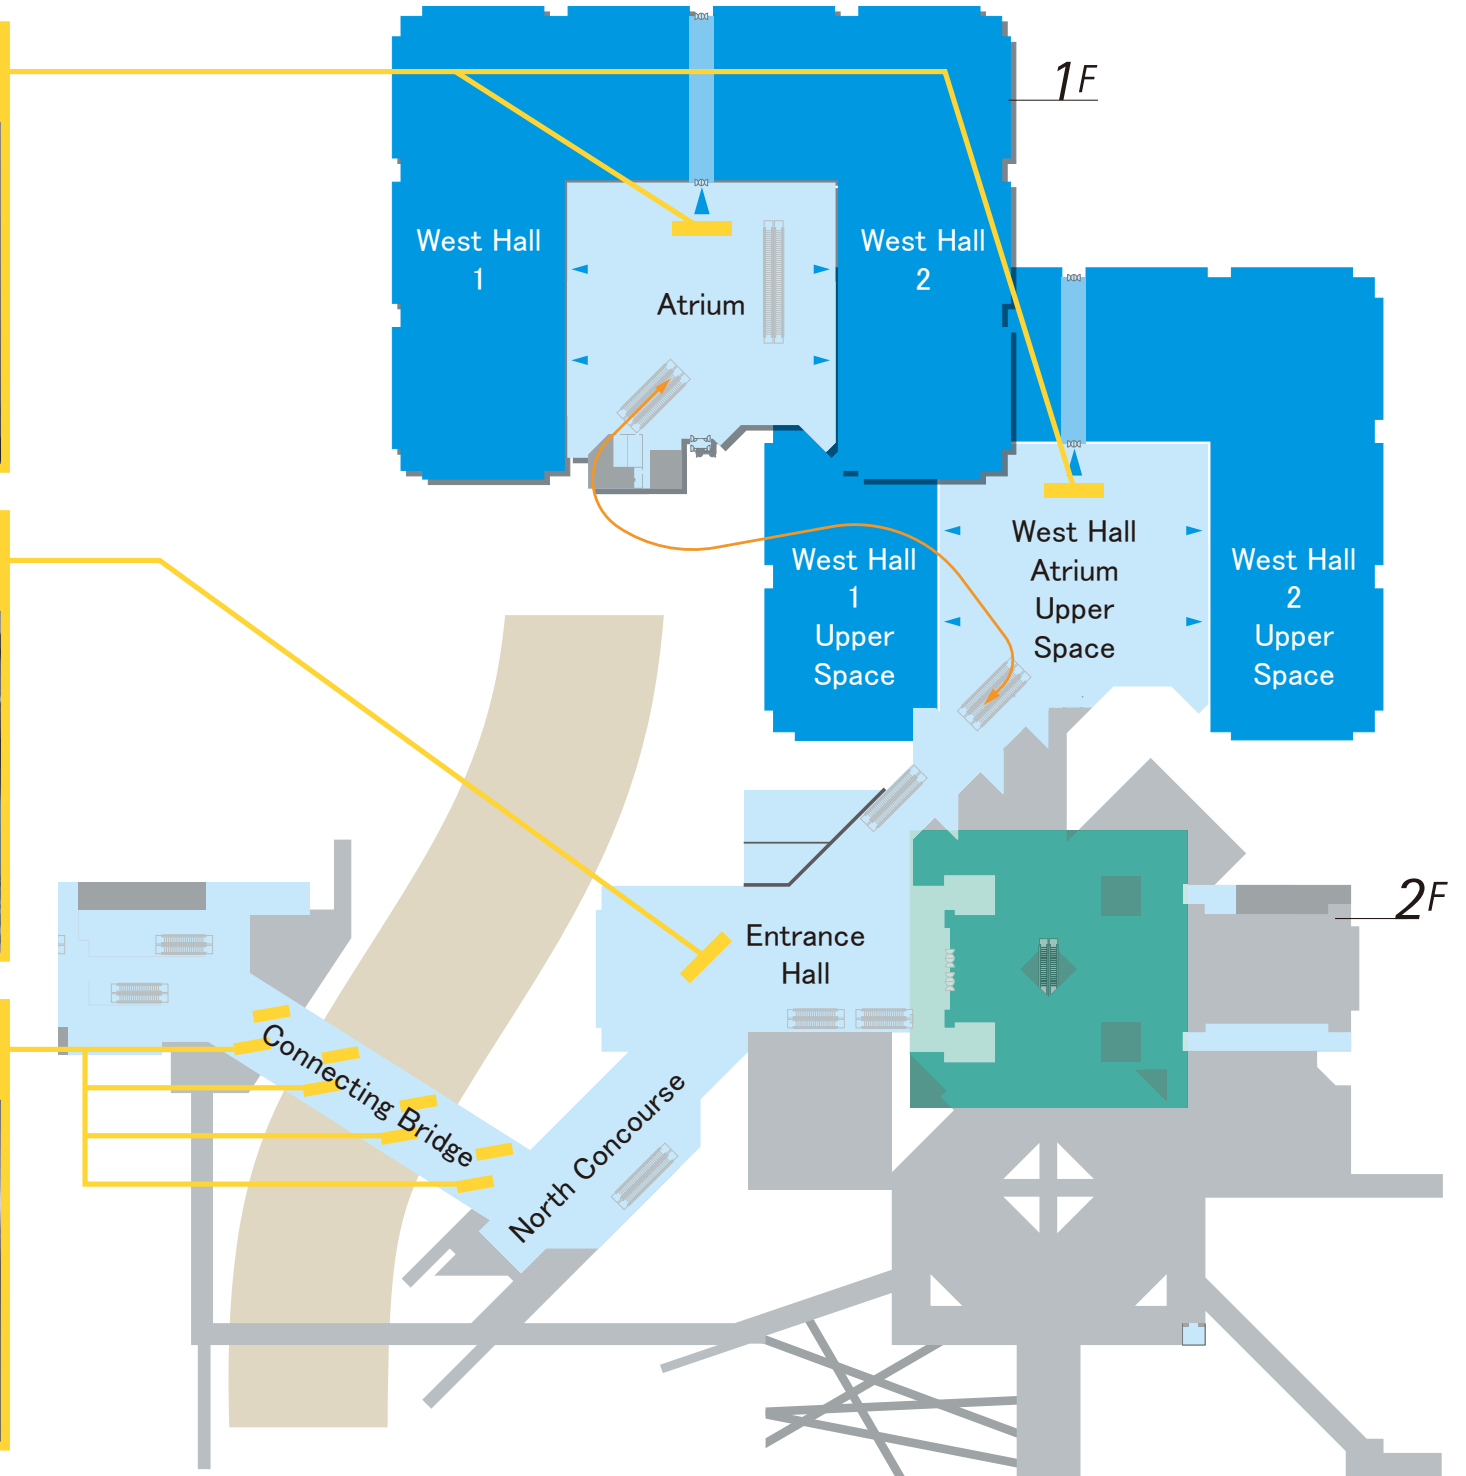 1F
West Hall
1
West Hall
2
Atrium
West Hall
1
Upper
Space
West Hall
Atrium
Upper
Space
West Hall
2
Upper
Space
2F
Entrance
Hall
Connecting Bridge
North Concourse